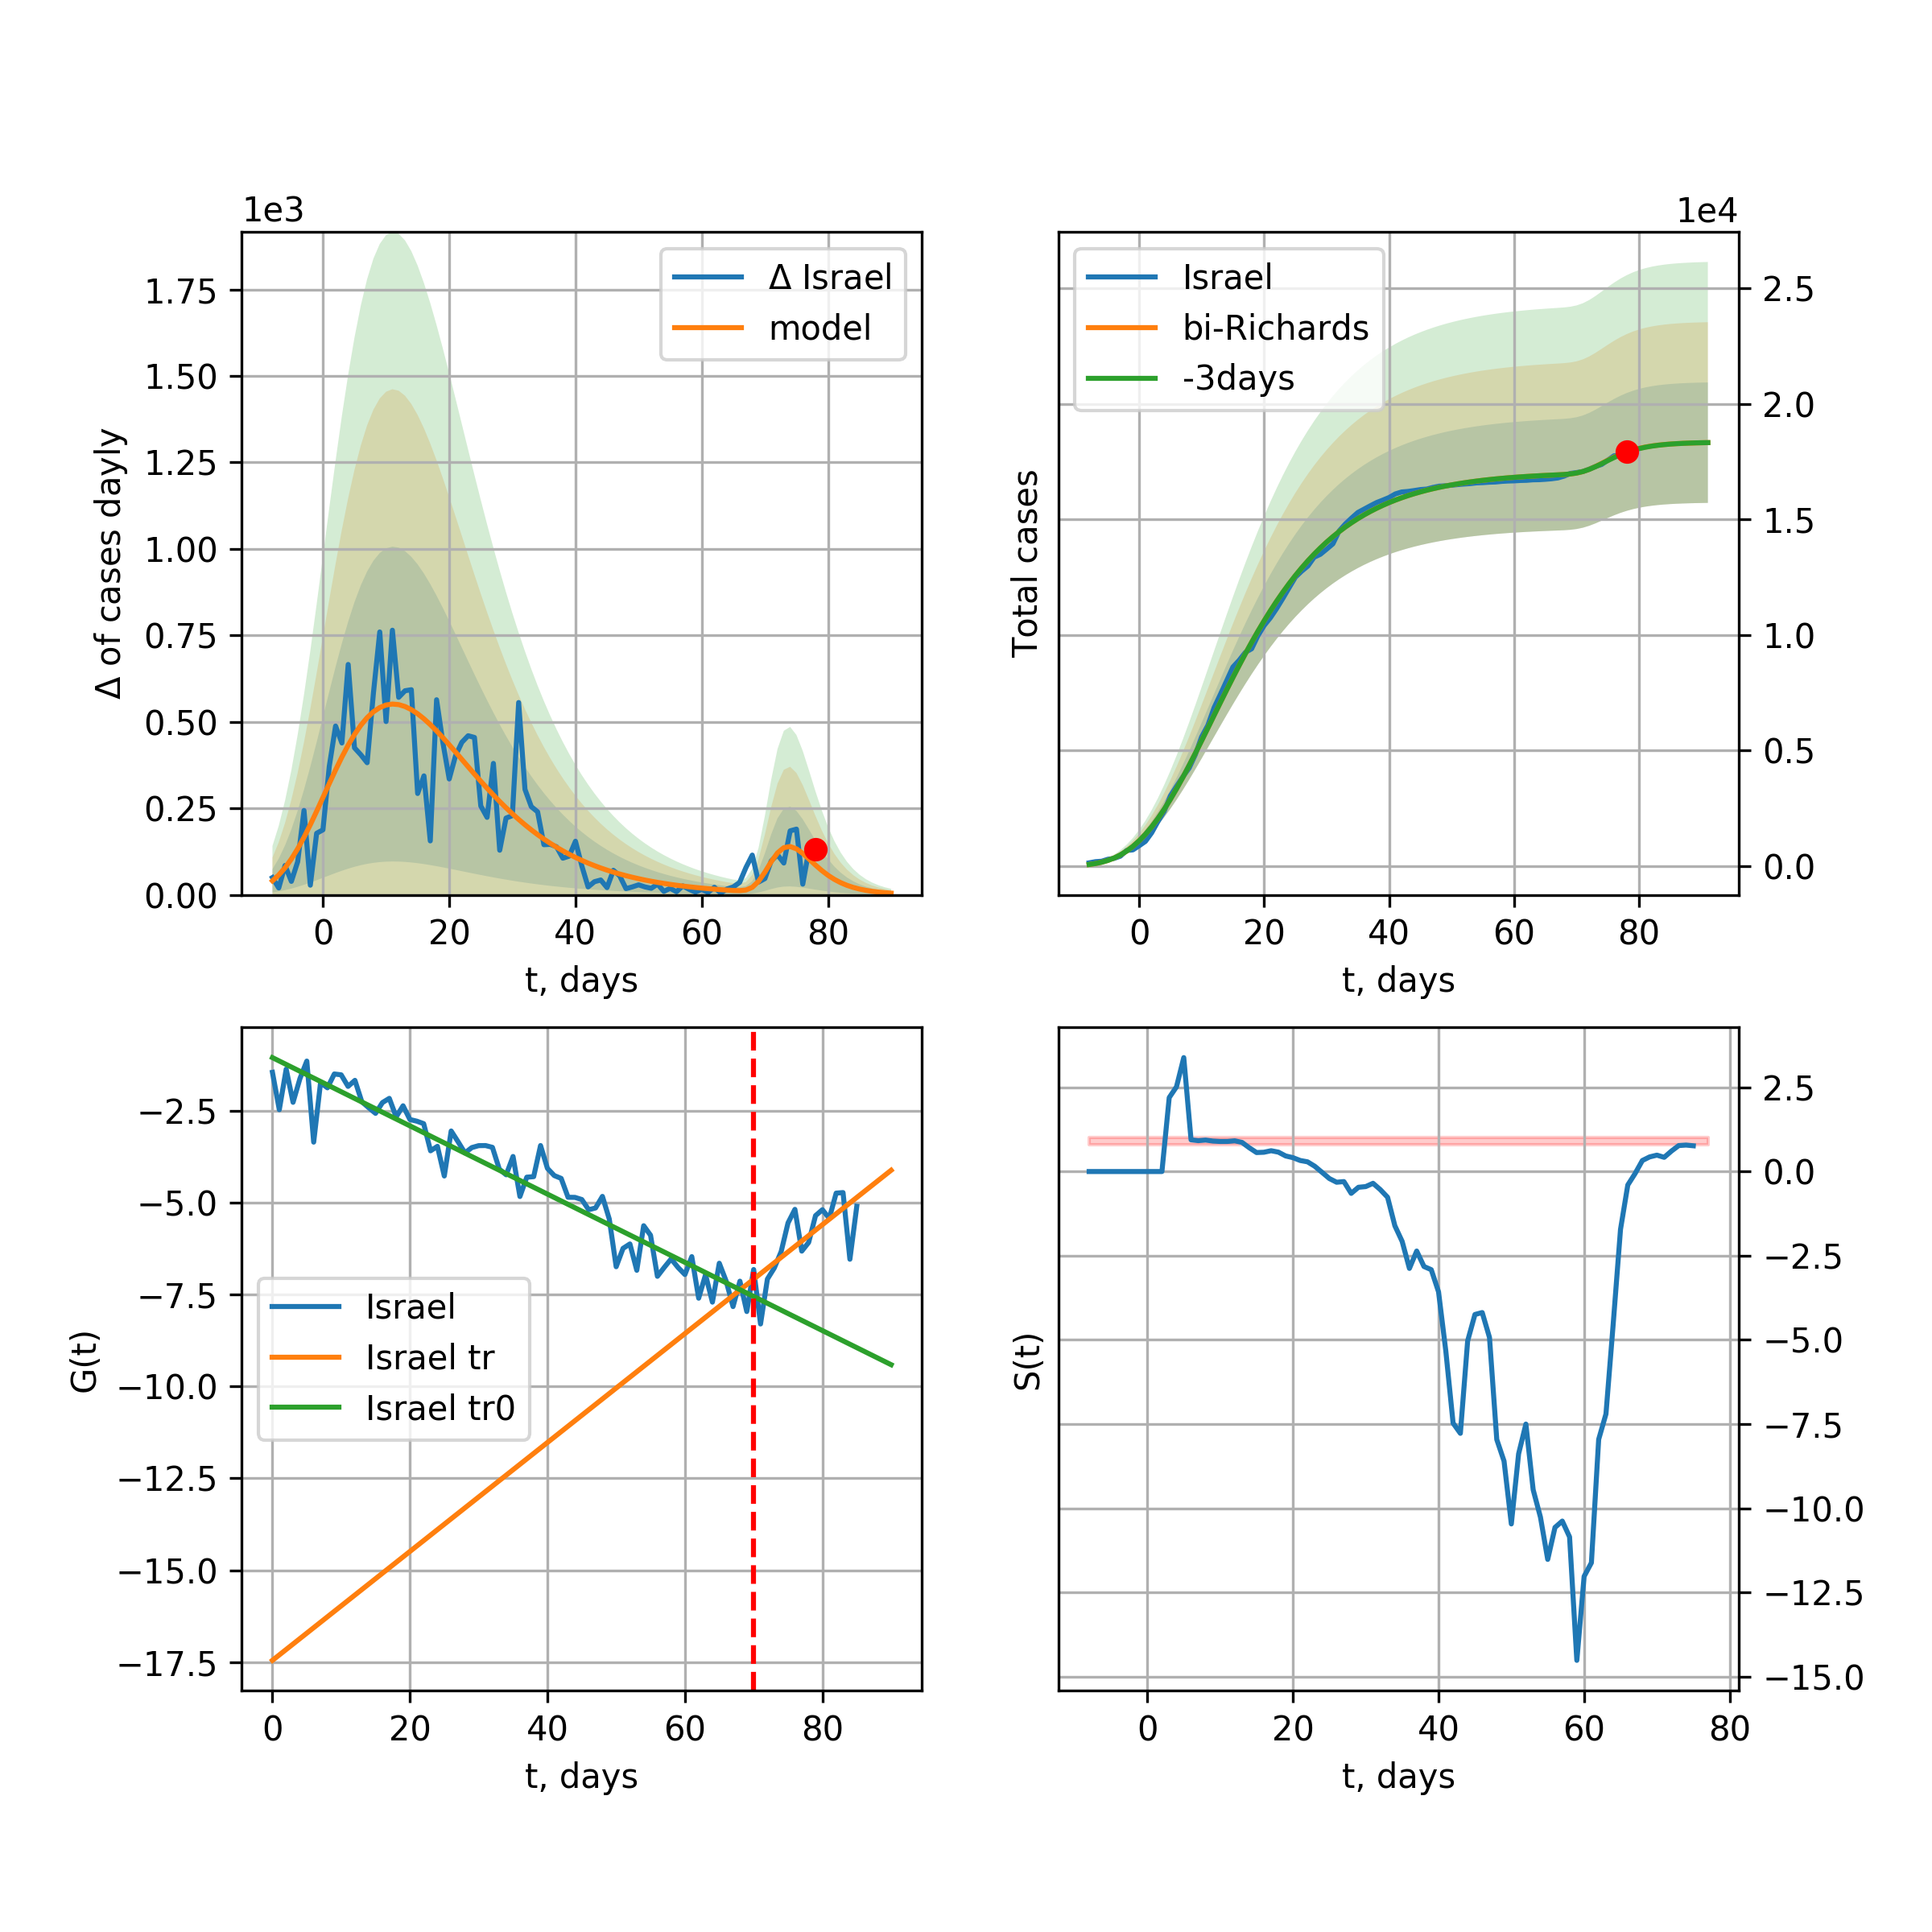 1e3
Δ of cases dayly
1.75
1.50
1.25
1.00
0.75
0.50
0.25
0.00
Δ Israel
model
0 20 40 60 80
t, days
1e4
Total cases
Israel
bi-Richards
-3days
2.5
2.0
1.5
1.0
0.5
0.0
0 20 40 60 80
t, days
G(t)
−2.5
−5.0
−7.5
−10.0
−12.5
−15.0
−17.5
Israel
Israel tr
Israel tr0
0 20 40 60 80
t, days
S(t)
2.5
0.0
−2.5
−5.0
−7.5
−10.0
−12.5
−15.0
0 20 40 60 80
t, days